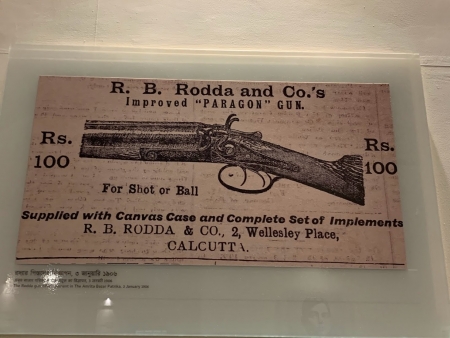 R. B. Rodda and Co.'s
Improved "PARAGON" GUN.
Rs.
100
Rs.
100
For Shot or Ball
Supplied with Canvas Case and Complete Set of Implements
R. B. RODDA & CO., 2, Wellesley Place,
CALCUTTA.